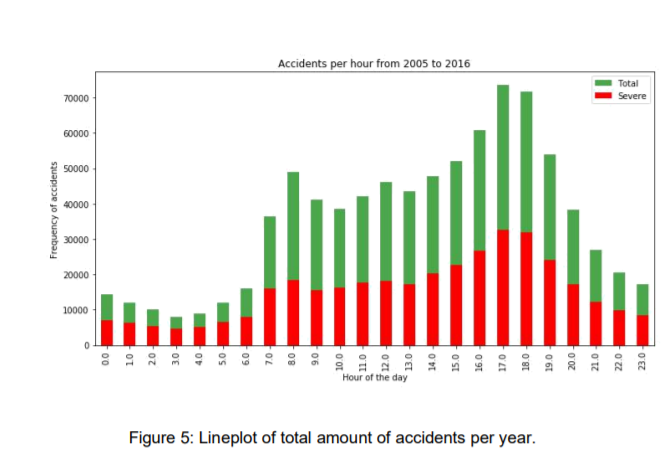 Accidents per hour from 2005 to 2016
Total
Severe
Frequency of accidents
70000
60000
50000
40000
30000
20000
10000
0
0.0 1.0 2.0 3.0 4.0 5.0 6.0 7.0 8.0 9.0 10.0 11.0 12.0 13.0 14.0 15.0 16.0 17.0 18.0 19.0 20.0 21.0 22.0 23.0
Hour of the day
Figure 5: Lineplot of total amount of accidents per year.